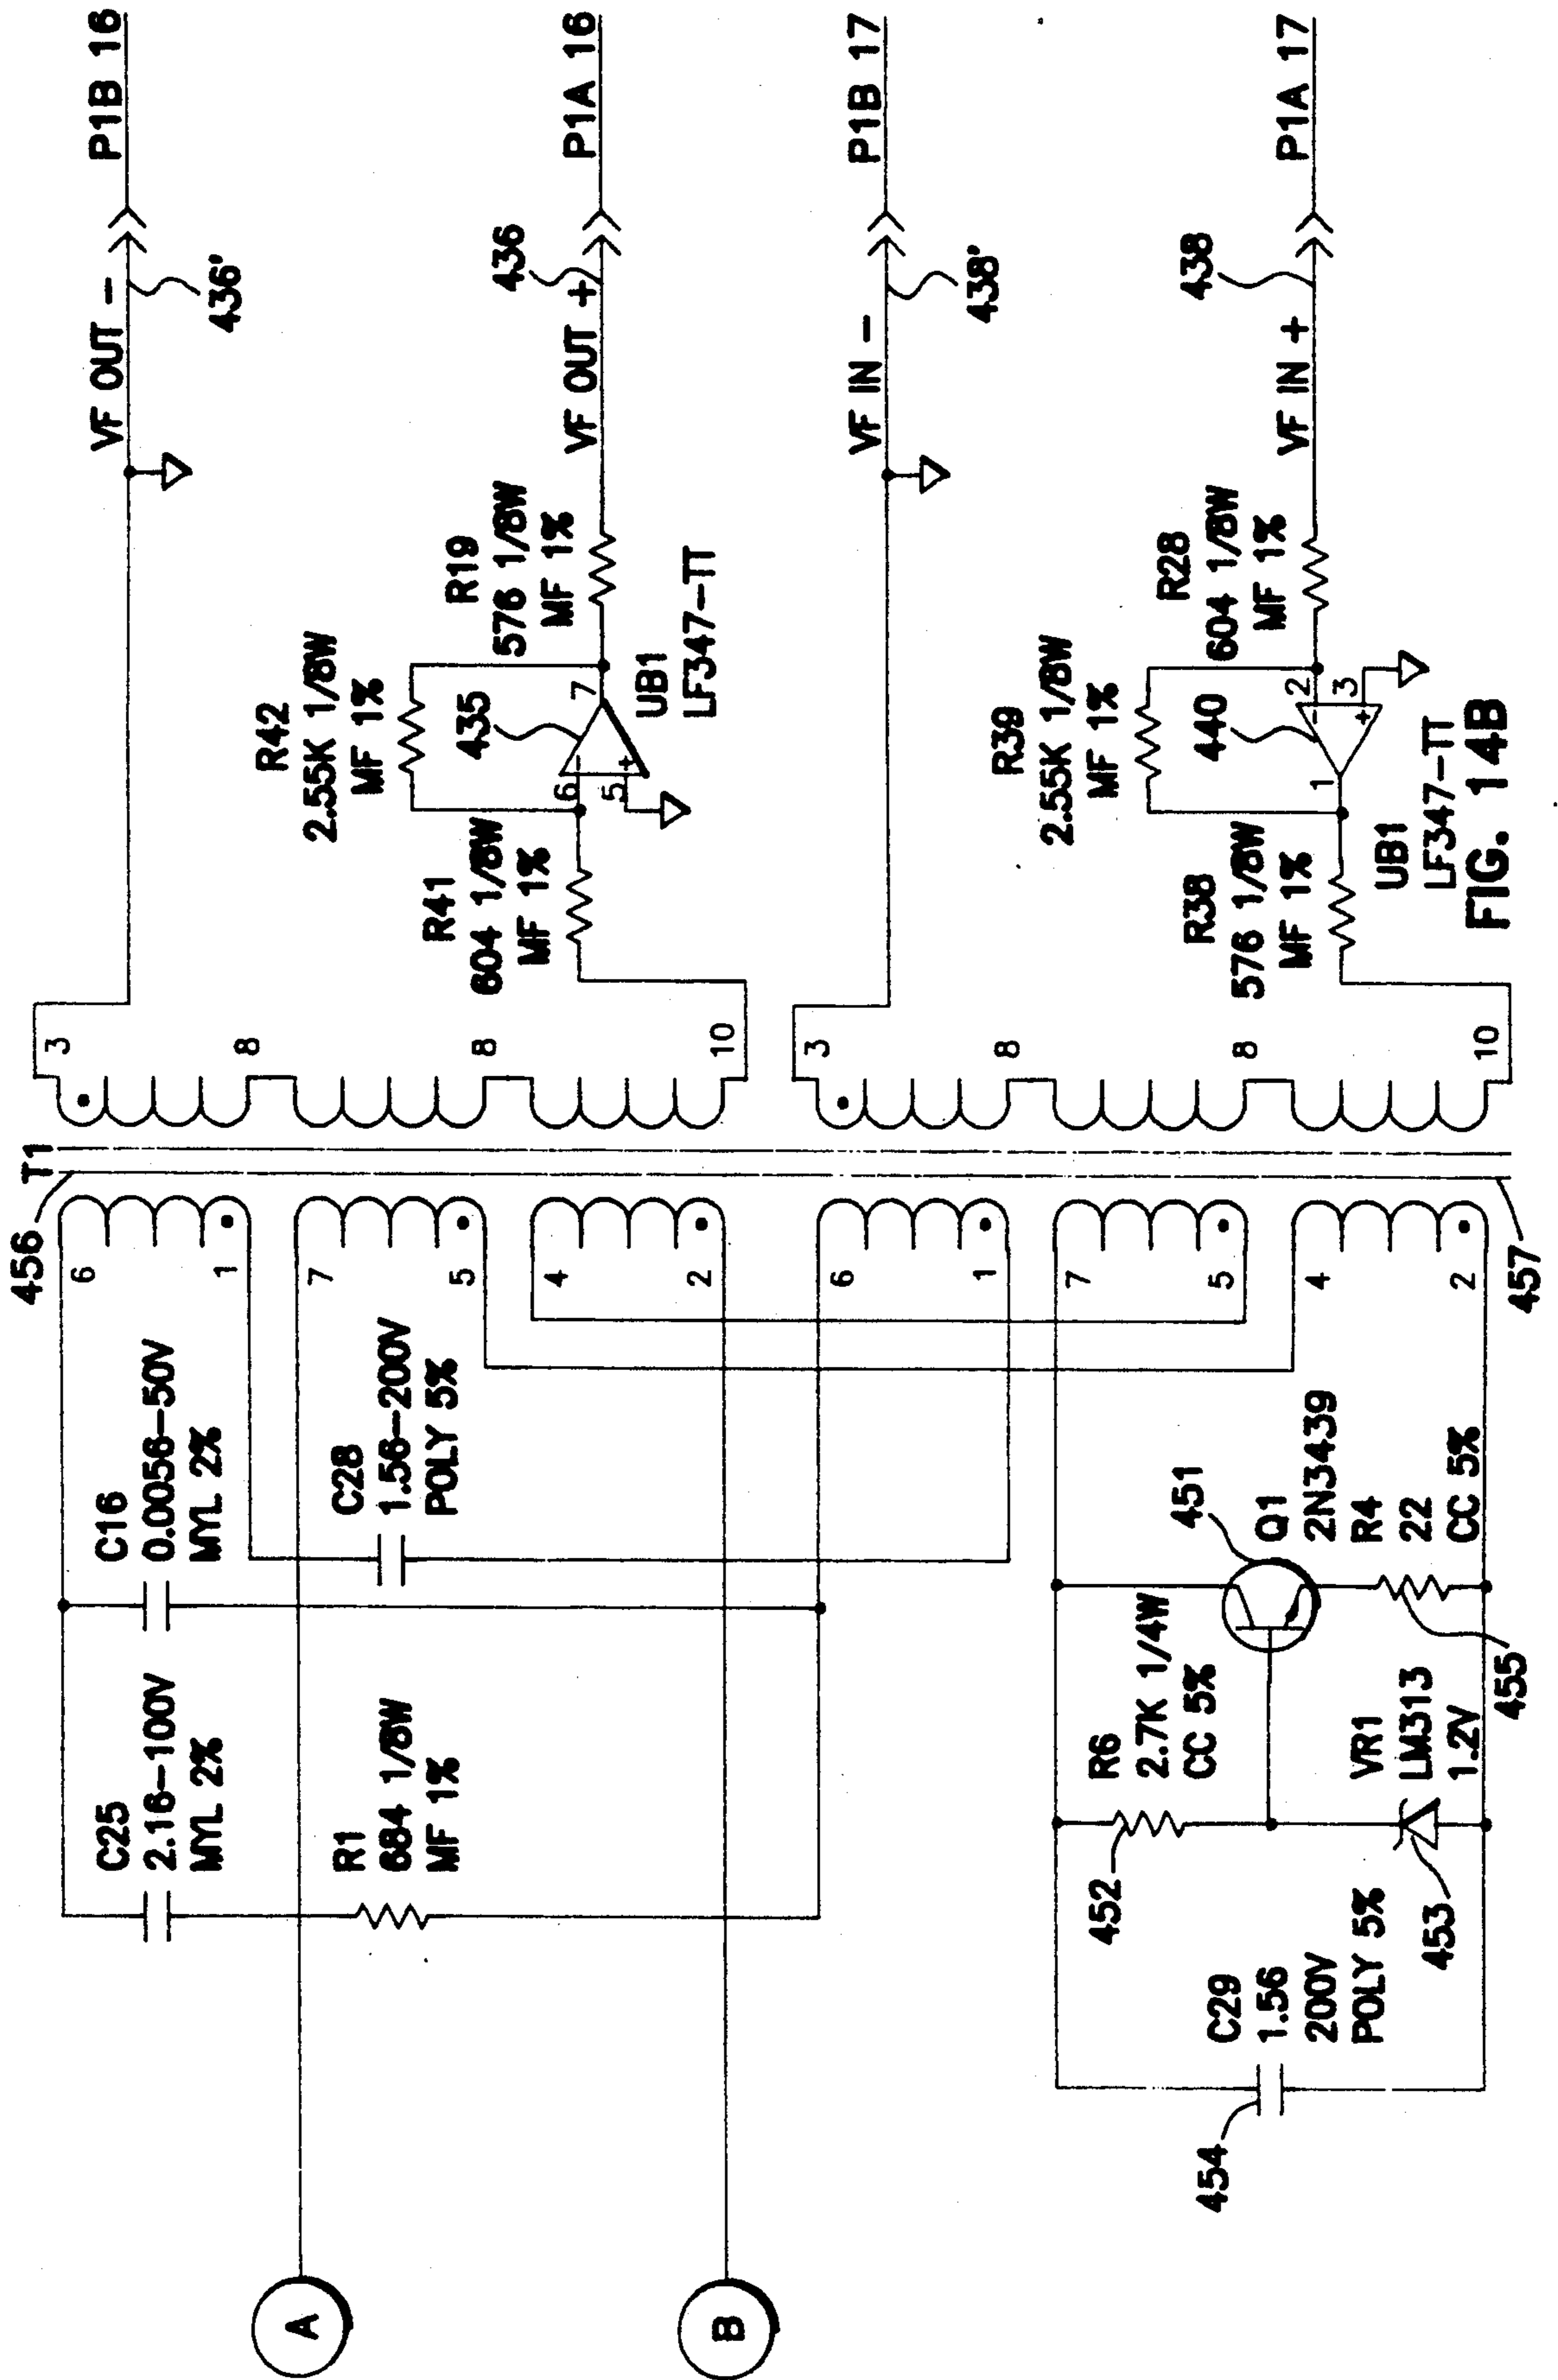 456
T1
6
1
7
5
4
2
6
1
7
5
4
2
457
C25
2.16–100V
MYL 2%
C16
0.0056–50V
MYL 2%
R1
684 1/8W
MF 1%
C28
1.56–200V
POLY 5%
A
B
C29
1.56
200V
POLY 5%
454
R6
2.7K 1/4W
CC 5%
452
VR1
LM313
1.2V
453
451
Q1
2N3439
R4
22
CC 5%
455
3
8
8
10
VF OUT –
436'
P1B 16
R41
604 1/8W
MF 1%
R42
2.55K 1/8W
MF 1%
435
6
5
7
–
+
UB1
LF347–TT
R19
576 1/8W
MF 1%
VF OUT +
436
P1A 16
3
8
8
10
VF IN –
438'
P1B 17
R38
576 1/8W
MF 1%
R39
2.55K 1/8W
MF 1%
440
1
2
3
–
+
UB1
LF347–TT
R28
604 1/8W
MF 1%
VF IN +
438
P1A 17
FIG. 14B